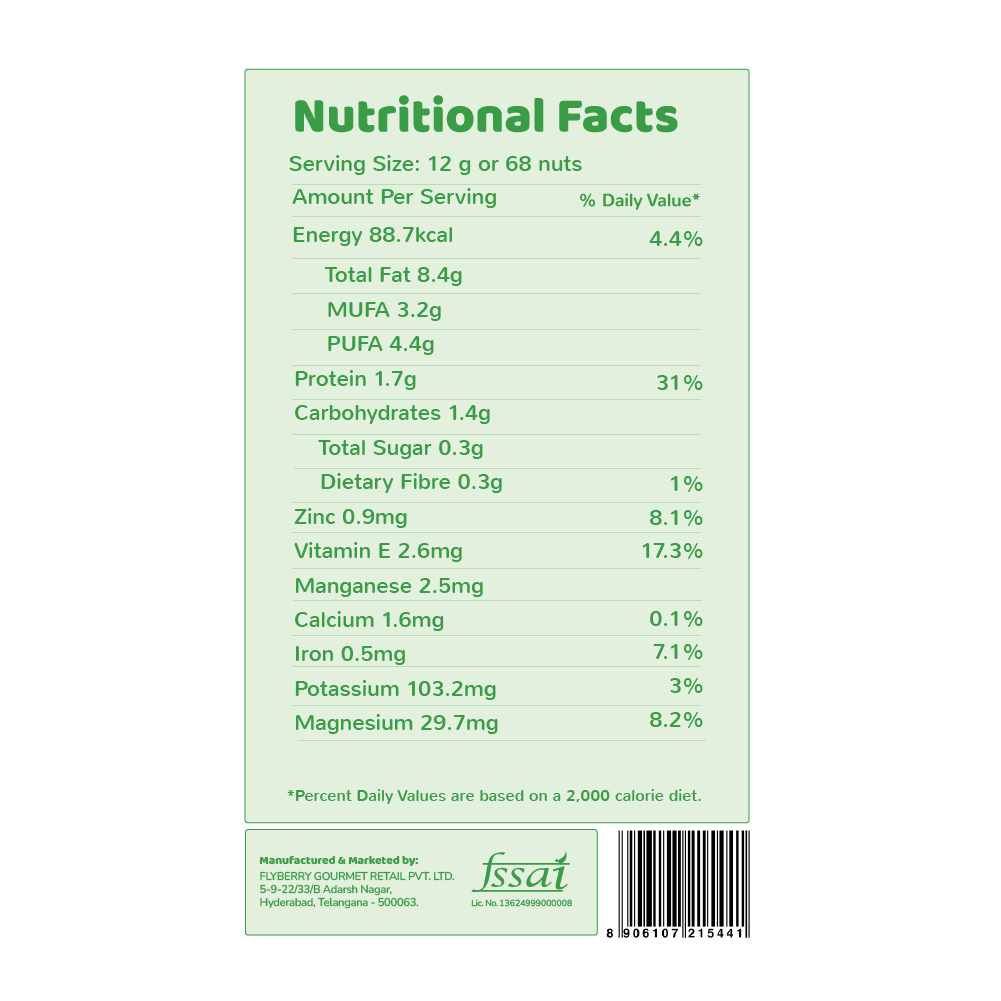 Nutritional Facts
Serving Size: 12 g or 68 nuts
Amount Per Serving % Daily Value*
Energy 88.7kcal 4.4%
Total Fat 8.4g
MUFA 3.2g
PUFA 4.4g
Protein 1.7g 31%
Carbohydrates 1.4g
Total Sugar 0.3g
Dietary Fibre 0.3g 1%
Zinc 0.9mg 8.1%
Vitamin E 2.6mg 17.3%
Manganese 2.5mg
Calcium 1.6mg 0.1%
Iron 0.5mg 7.1%
Potassium 103.2mg 3%
Magnesium 29.7mg 8.2%
*Percent Daily Values are based on a 2,000 calorie diet.
Manufactured & Marketed by:
FLYBERRY GOURMET RETAIL PVT. LTD.
5-9-22/33/B Adarsh Nagar,
Hyderabad, Telangana - 500063.
fssai
Lic. No. 13624999000008
8 906107 215441